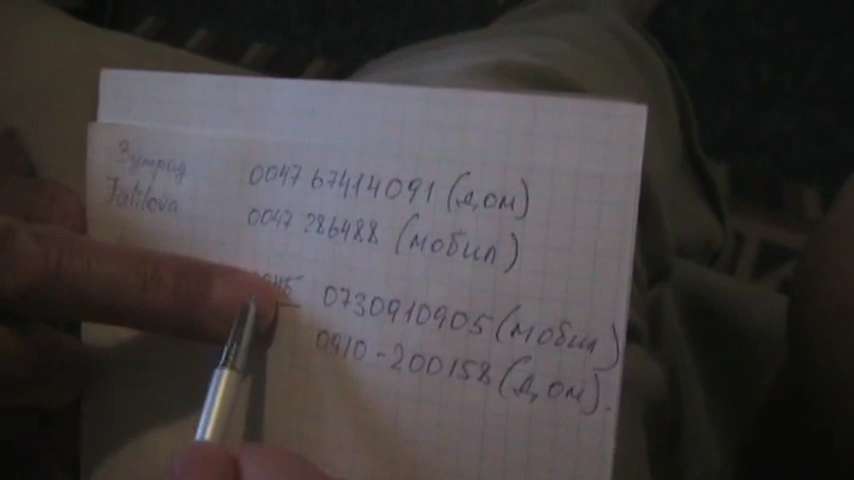 Зумрад 0047 67414091 (дом)
Jalilova 0047 286488 (мобил)
0730910905 (мобил)
0910-200158 (дом).